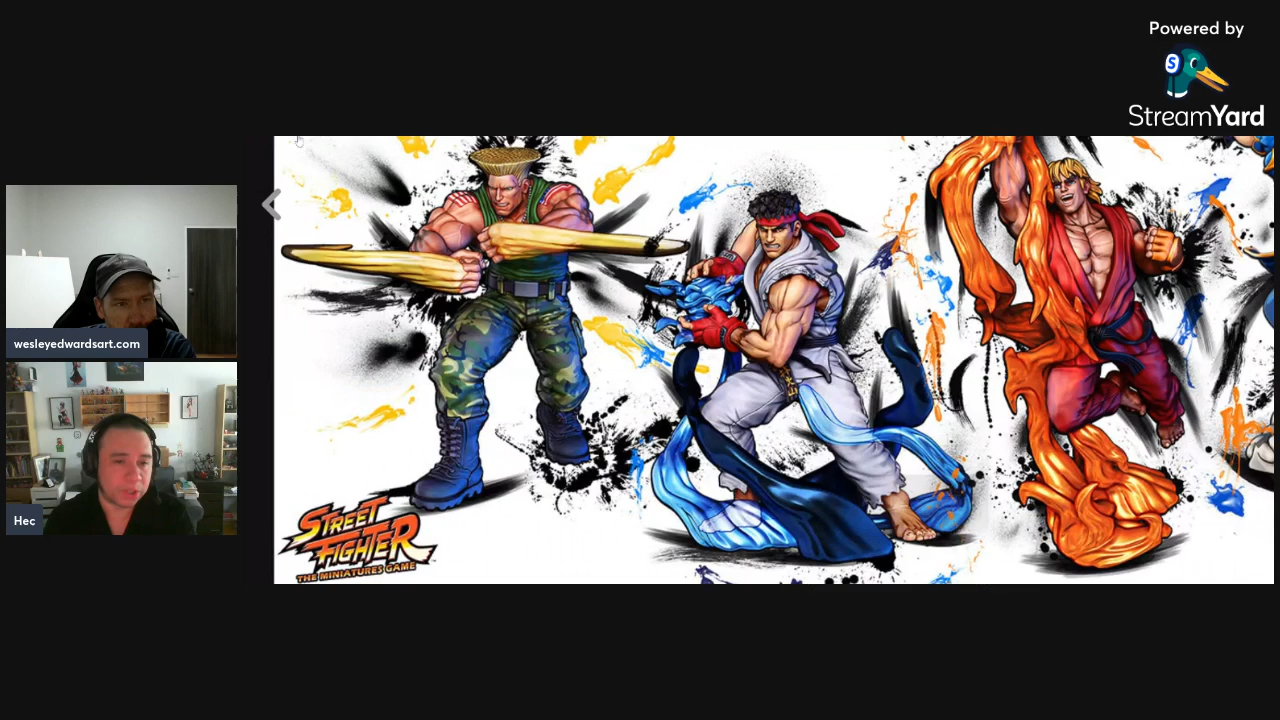 Powered by
S
StreamYard
wesleyedwardsart.com
Hec
STREET
FIGHTER
THE MINIATURES GAME